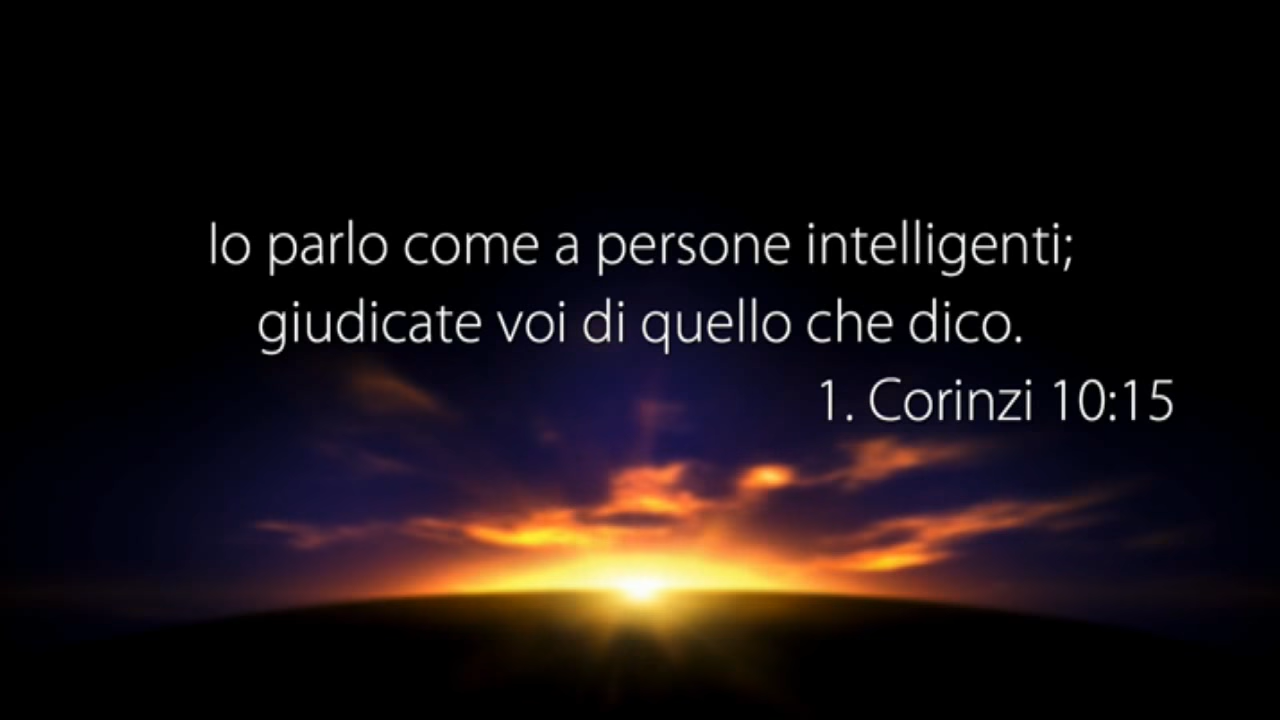 Io parlo come a persone intelligenti;
giudicate voi di quello che dico.
1. Corinzi 10:15